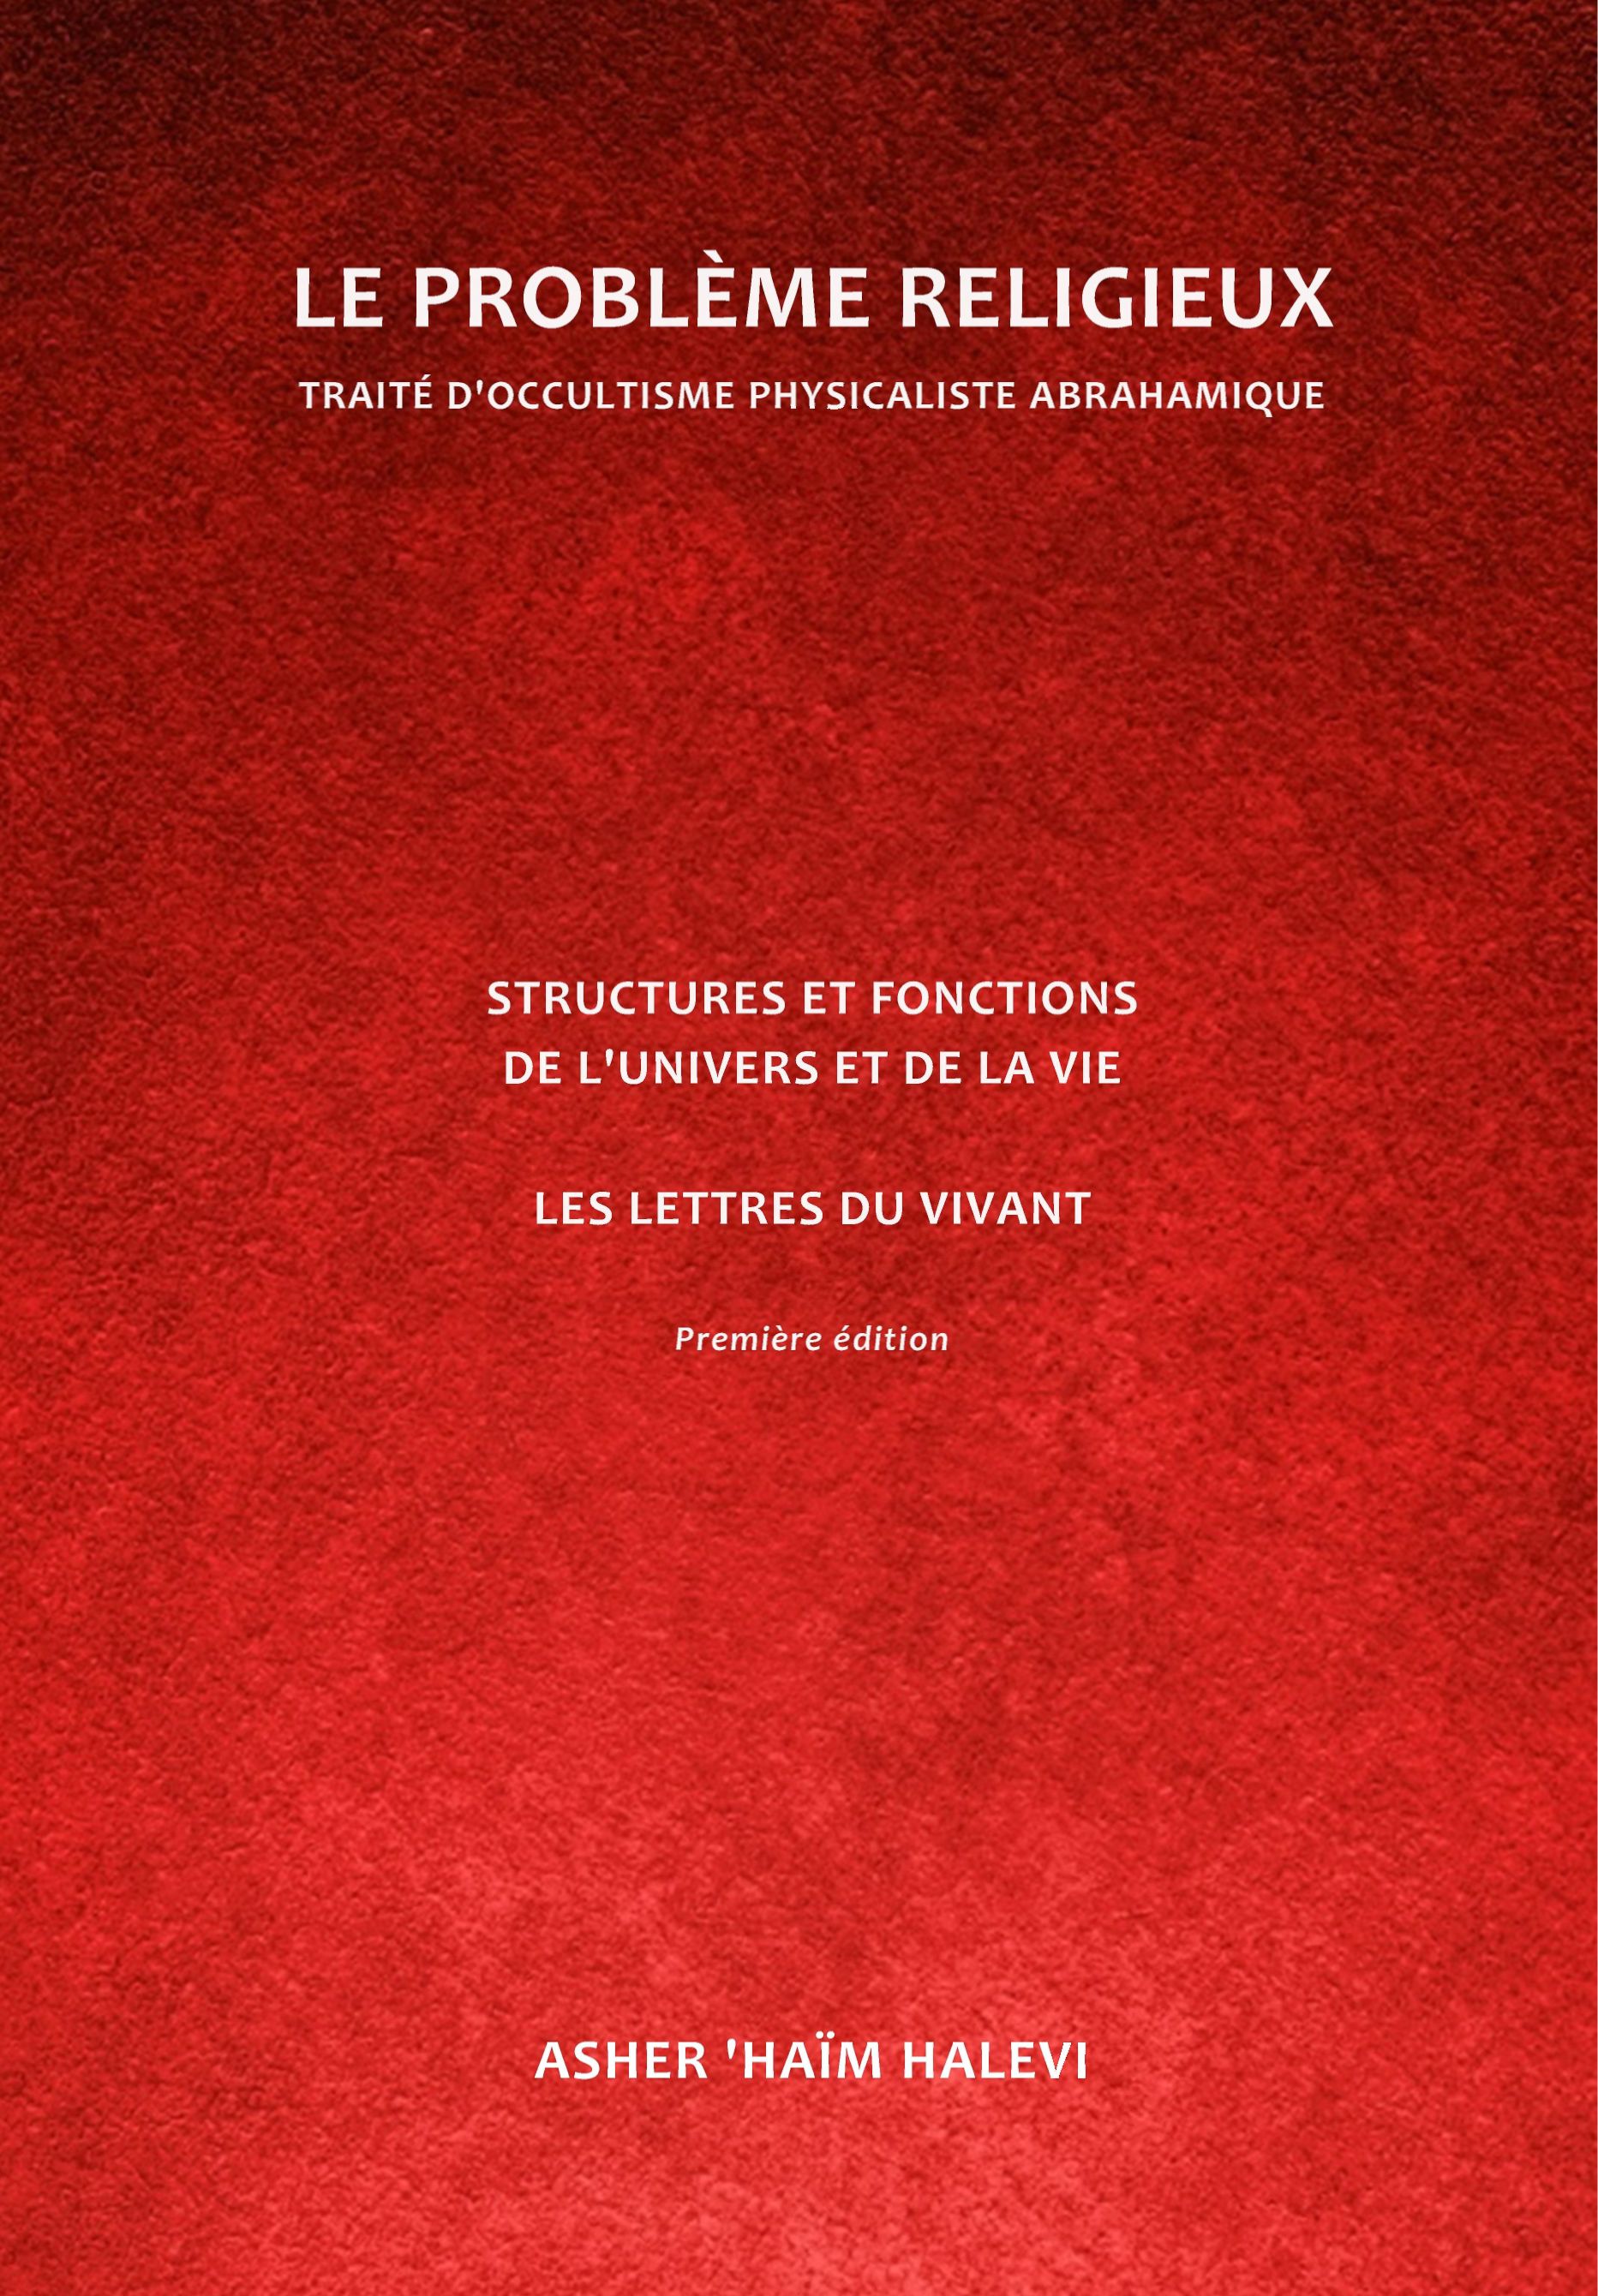 LE PROBLÈME RELIGIEUX
TRAITÉ D'OCCULTISME PHYSICALISTE ABRAHAMIQUE
STRUCTURES ET FONCTIONS
DE L'UNIVERS ET DE LA VIE
LES LETTRES DU VIVANT
Première édition
ASHER 'HAÏM HALEVI